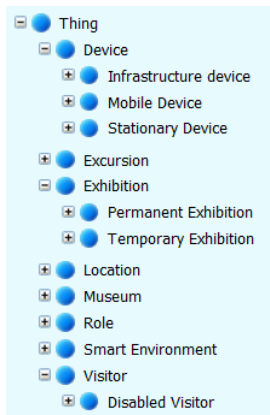 Thing
Device
Infrastructure device
Mobile Device
Stationary Device
Excursion
Exhibition
Permanent Exhibition
Temporary Exhibition
Location
Museum
Role
Smart Environment
Visitor
Disabled Visitor